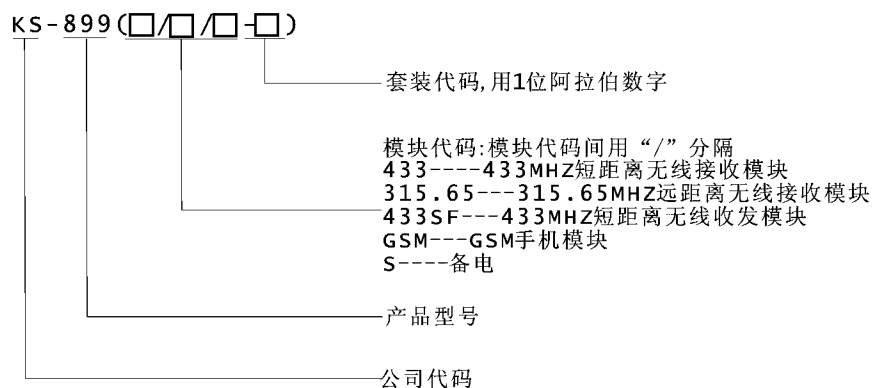 KS-899(□/□/□-□)
套装代码,用1位阿拉伯数字
模块代码:模块代码间用“/”分隔
433----433MHZ短距离无线接收模块
315.65---315.65MHZ远距离无线接收模块
433SF---433MHZ短距离无线收发模块
GSM---GSM手机模块
S----备电
产品型号
公司代码